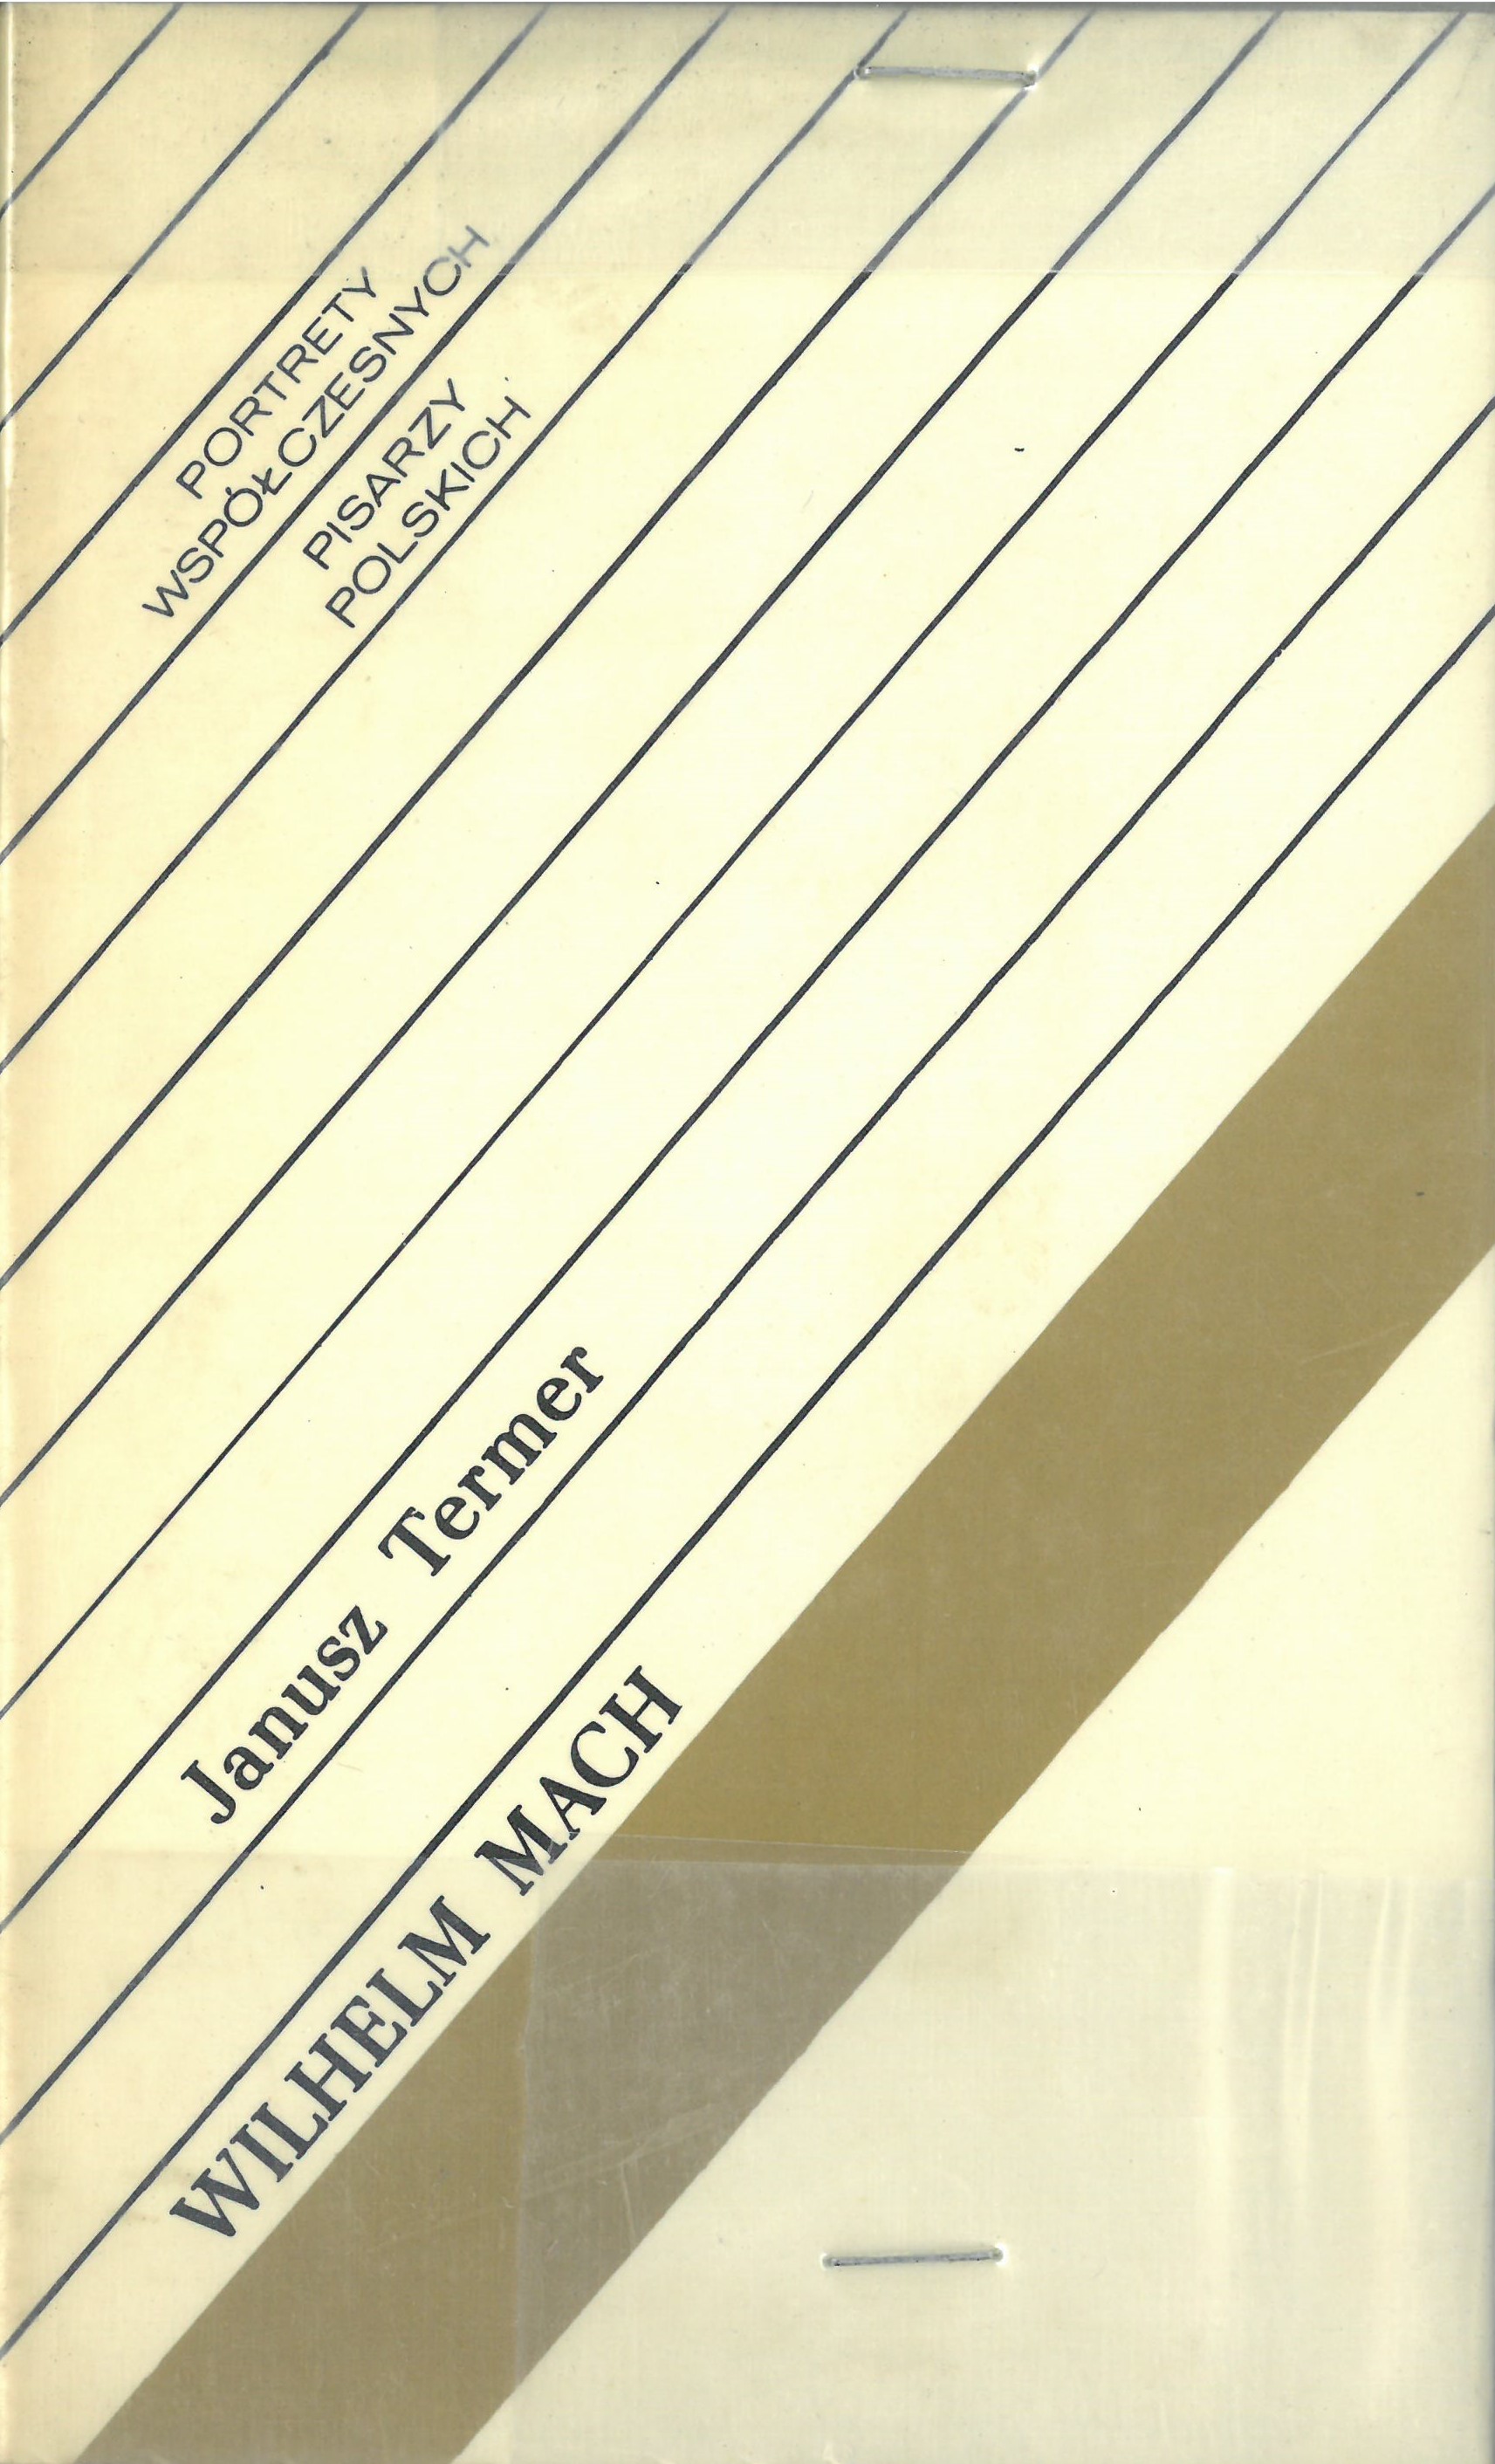 PORTRETY
WSPÓŁCZESNYCH
PISARZY
POLSKICH
Janusz Termer
WILHELM MACH